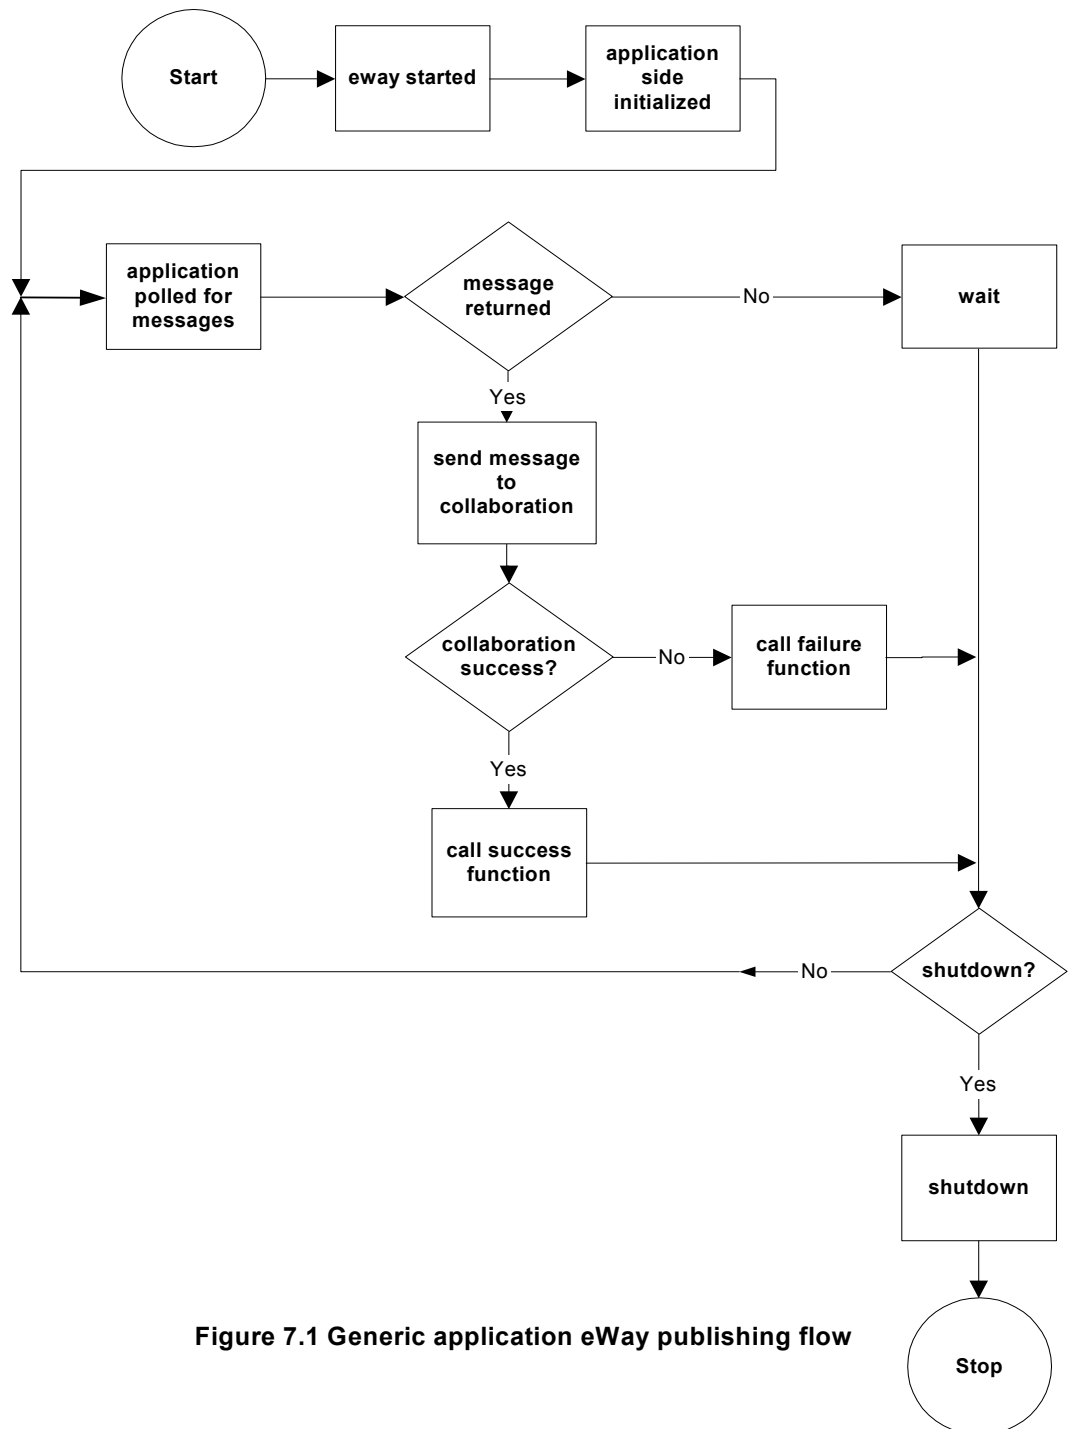 Start
eway started
application
side
initialized
application
polled for
messages
message
returned
No
wait
Yes
send message
to
collaboration
collaboration
success?
No
call failure
function
Yes
call success
function
No
shutdown?
Yes
shutdown
Figure 7.1 Generic application eWay publishing flow
Stop